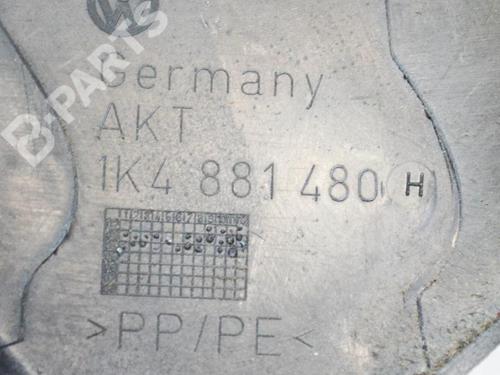 B-PARTS
Germany
AKT
1K4 881 480 H
>PP/PE<